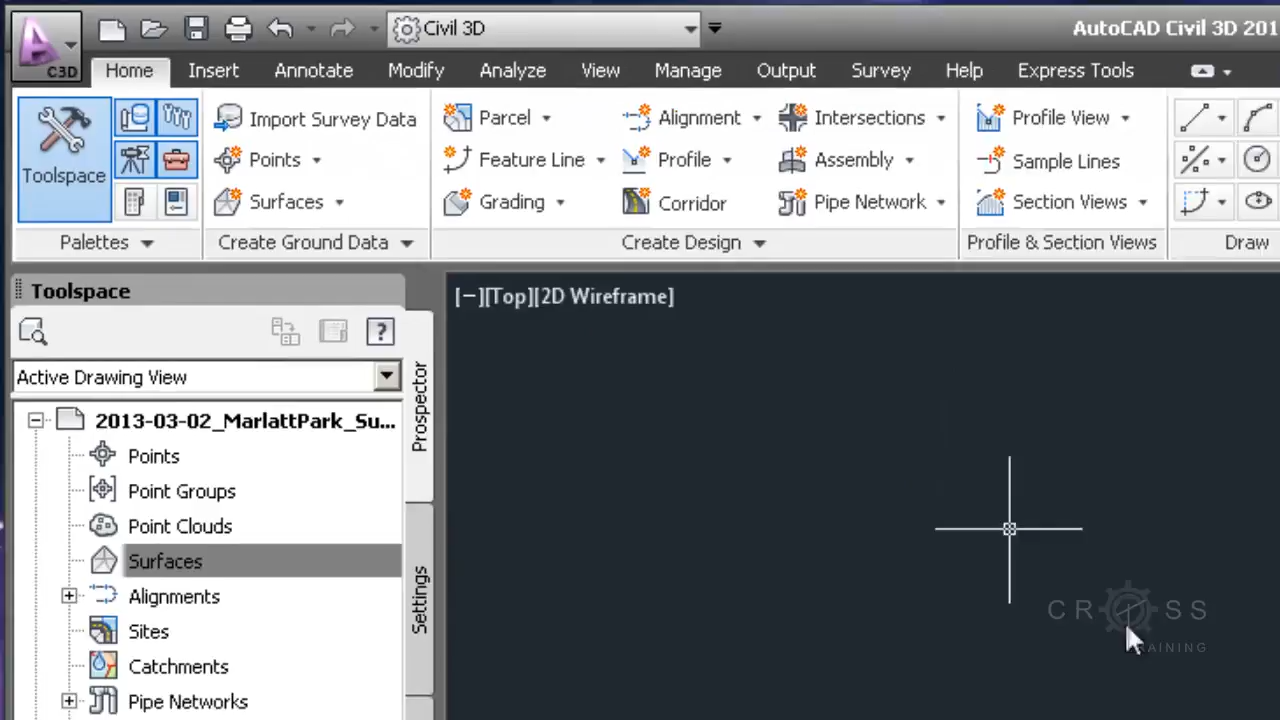 Civil 3D
AutoCAD Civil 3D 201
C3D
Home Insert Annotate Modify Analyze View Manage Output Survey Help Express Tools
Toolspace
Import Survey Data
Points
Surfaces
Parcel
Feature Line
Grading
Alignment
Profile
Corridor
Intersections
Assembly
Pipe Network
Profile View
Sample Lines
Section Views
Palettes
Create Ground Data
Create Design
Profile & Section Views
Draw
Toolspace
[−][Top][2D Wireframe]
?
Active Drawing View
2013-03-02_MarlattPark_Su...
Points
Point Groups
Point Clouds
Surfaces
Alignments
Sites
Catchments
Pipe Networks
Prospector
Settings
CROSS
TRAINING